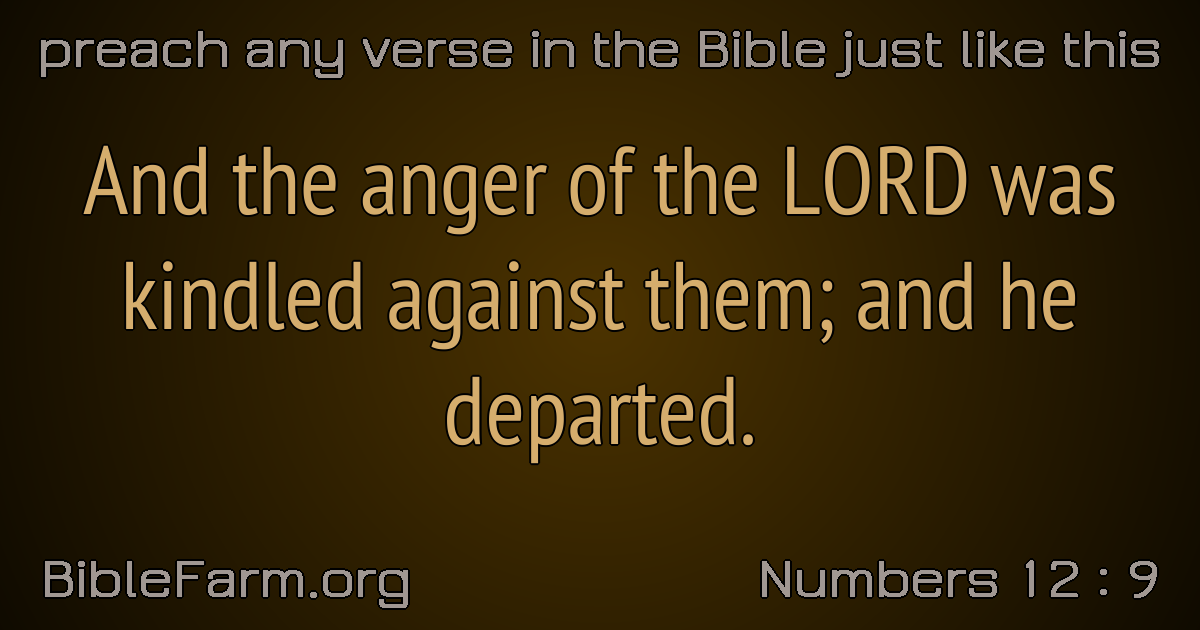 preach any verse in the Bible just like this
And the anger of the LORD was
kindled against them; and he
departed.
BibleFarm.org
Numbers 12 : 9